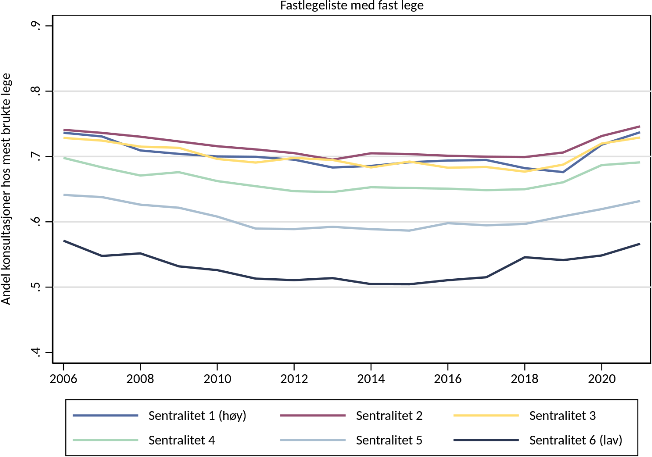 Fastlegeliste med fast lege
Andel konsultasjoner hos mest brukte lege
.9
.8
.7
.6
.5
.4
2006 2008 2010 2012 2014 2016 2018 2020
Sentralitet 1 (høy) Sentralitet 2 Sentralitet 3
Sentralitet 4 Sentralitet 5 Sentralitet 6 (lav)